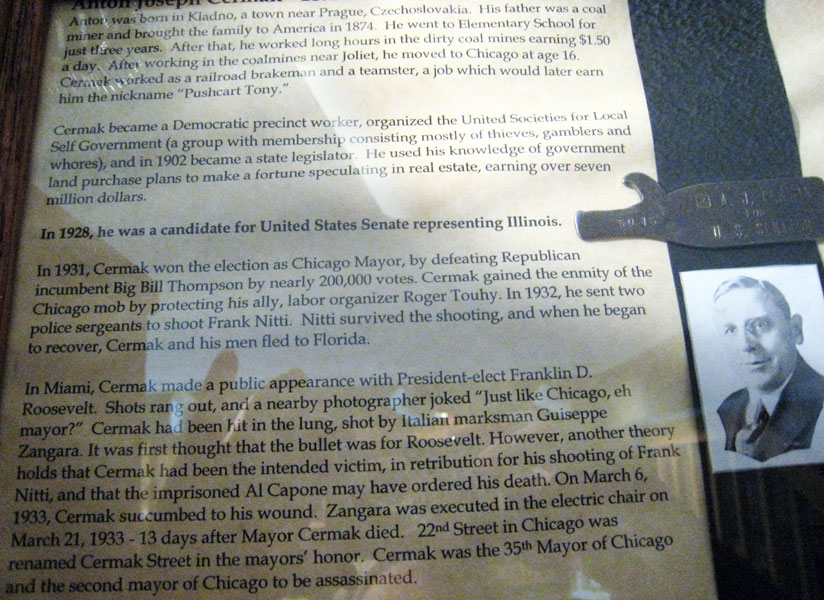 Anton Joseph Cermak
Anton was born in Kladno, a town near Prague, Czechoslovakia. His father was a coal
miner and brought the family to America in 1874. He went to Elementary School for
just three years. After that, he worked long hours in the dirty coal mines earning $1.50
a day. After working in the coalmines near Joliet, he moved to Chicago at age 16.
Cermak worked as a railroad brakeman and a teamster, a job which would later earn
him the nickname “Pushcart Tony.”
Cermak became a Democratic precinct worker, organized the United Societies for Local
Self Government (a group with membership consisting mostly of thieves, gamblers and
whores), and in 1902 became a state legislator. He used his knowledge of government
land purchase plans to make a fortune speculating in real estate, earning over seven
million dollars.
In 1928, he was a candidate for United States Senate representing Illinois.
In 1931, Cermak won the election as Chicago Mayor, by defeating Republican
incumbent Big Bill Thompson by nearly 200,000 votes. Cermak gained the enmity of the
Chicago mob by protecting his ally, labor organizer Roger Touhy. In 1932, he sent two
police sergeants to shoot Frank Nitti. Nitti survived the shooting, and when he began
to recover, Cermak and his men fled to Florida.
In Miami, Cermak made a public appearance with President-elect Franklin D.
Roosevelt. Shots rang out, and a nearby photographer joked “Just like Chicago, eh
mayor?” Cermak had been hit in the lung, shot by Italian marksman Guiseppe
Zangara. It was first thought that the bullet was for Roosevelt. However, another theory
holds that Cermak had been the intended victim, in retribution for his shooting of Frank
Nitti, and that the imprisoned Al Capone may have ordered his death. On March 6,
1933, Cermak succumbed to his wound. Zangara was executed in the electric chair on
March 21, 1933 - 13 days after Mayor Cermak died. 22nd Street in Chicago was
renamed Cermak Street in the mayors’ honor. Cermak was the 35th Mayor of Chicago
and the second mayor of Chicago to be assassinated.
A. J.
FOR
U. S.